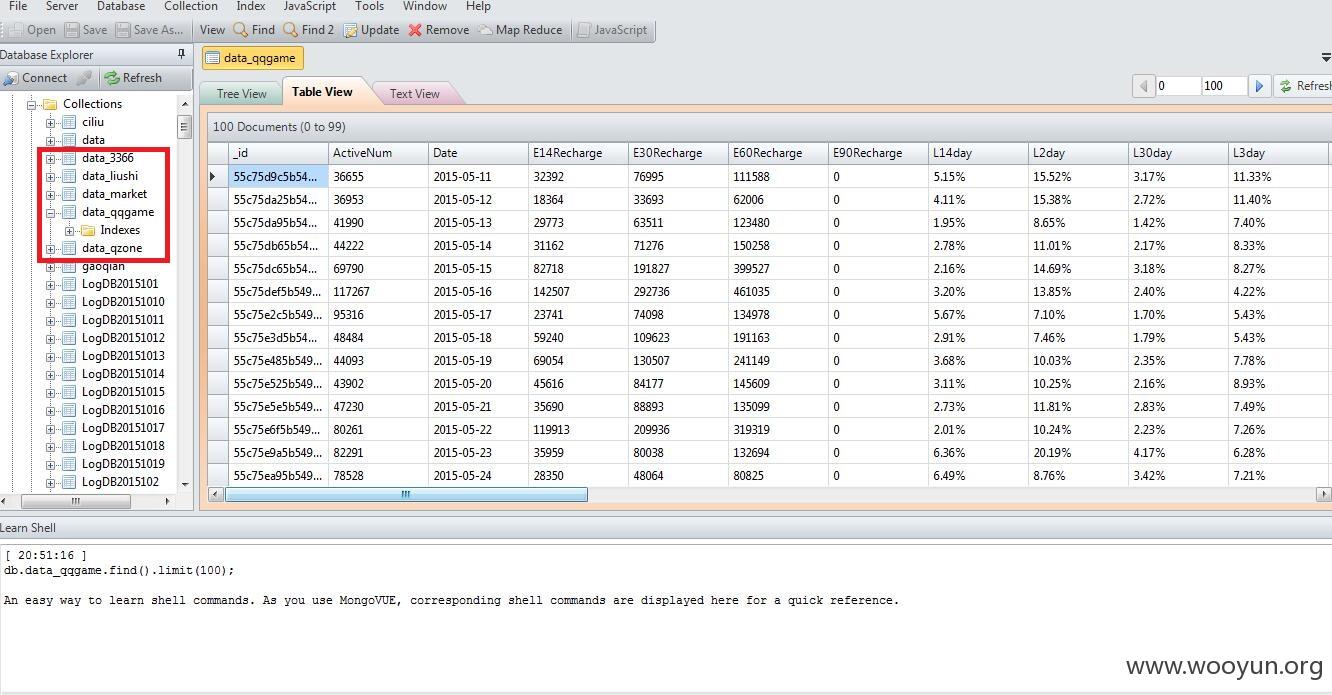 File Server Database Collection Index JavaScript Tools Window Help
Open Save Save As... View Find Find 2 Update Remove Map Reduce JavaScript
Database Explorer
Connect Refresh
Collections
ciliu
data
data_3366
data_liushi
data_market
data_qqgame
Indexes
data_qzone
gaoqian
LogDB2015101
LogDB20151010
LogDB20151011
LogDB20151012
LogDB20151013
LogDB20151014
LogDB20151015
LogDB20151016
LogDB20151017
LogDB20151018
LogDB20151019
LogDB2015102
data_qqgame
Tree View Table View Text View
0 100 Refresh
100 Documents (0 to 99)
_id ActiveNum Date E14Recharge E30Recharge E60Recharge E90Recharge L14day L2day L30day L3day
55c75d9c5b54... 36655 2015-05-11 32392 76995 111588 0 5.15% 15.52% 3.17% 11.33%
55c75da25b54... 36953 2015-05-12 18364 33693 62006 0 4.11% 15.38% 2.72% 11.40%
55c75da95b54... 41990 2015-05-13 29773 63511 123480 0 1.95% 8.65% 1.42% 7.40%
55c75db65b54... 44222 2015-05-14 31162 71276 150258 0 2.78% 11.01% 2.17% 8.33%
55c75dc65b54... 69790 2015-05-15 82718 191827 399527 0 2.16% 14.69% 3.18% 8.27%
55c75def5b549... 117267 2015-05-16 142507 292736 461035 0 3.20% 13.85% 2.40% 4.22%
55c75e2c5b549... 95316 2015-05-17 23741 74098 134978 0 5.67% 7.10% 1.70% 5.43%
55c75e3d5b54... 48484 2015-05-18 59240 109623 191163 0 2.91% 7.46% 1.79% 5.43%
55c75e485b549... 44093 2015-05-19 69054 130507 241149 0 3.68% 10.03% 2.35% 7.78%
55c75e525b549... 43902 2015-05-20 45616 84177 145609 0 3.11% 10.25% 2.16% 8.93%
55c75e5e5b549... 47230 2015-05-21 35690 88893 135099 0 2.73% 11.81% 2.83% 7.49%
55c75e6f5b549... 80261 2015-05-22 119913 209936 319319 0 2.01% 10.24% 2.23% 7.26%
55c75e9a5b549... 82291 2015-05-23 35959 80038 132694 0 6.36% 20.19% 4.17% 6.28%
55c75ea95b549... 78528 2015-05-24 28350 48064 80825 0 6.49% 8.76% 3.42% 7.21%
Learn Shell
[ 20:51:16 ]
db.data_qqgame.find().limit(100);
An easy way to learn shell commands. As you use MongoVUE, corresponding shell commands are displayed here for a quick reference.
www.wooyun.org